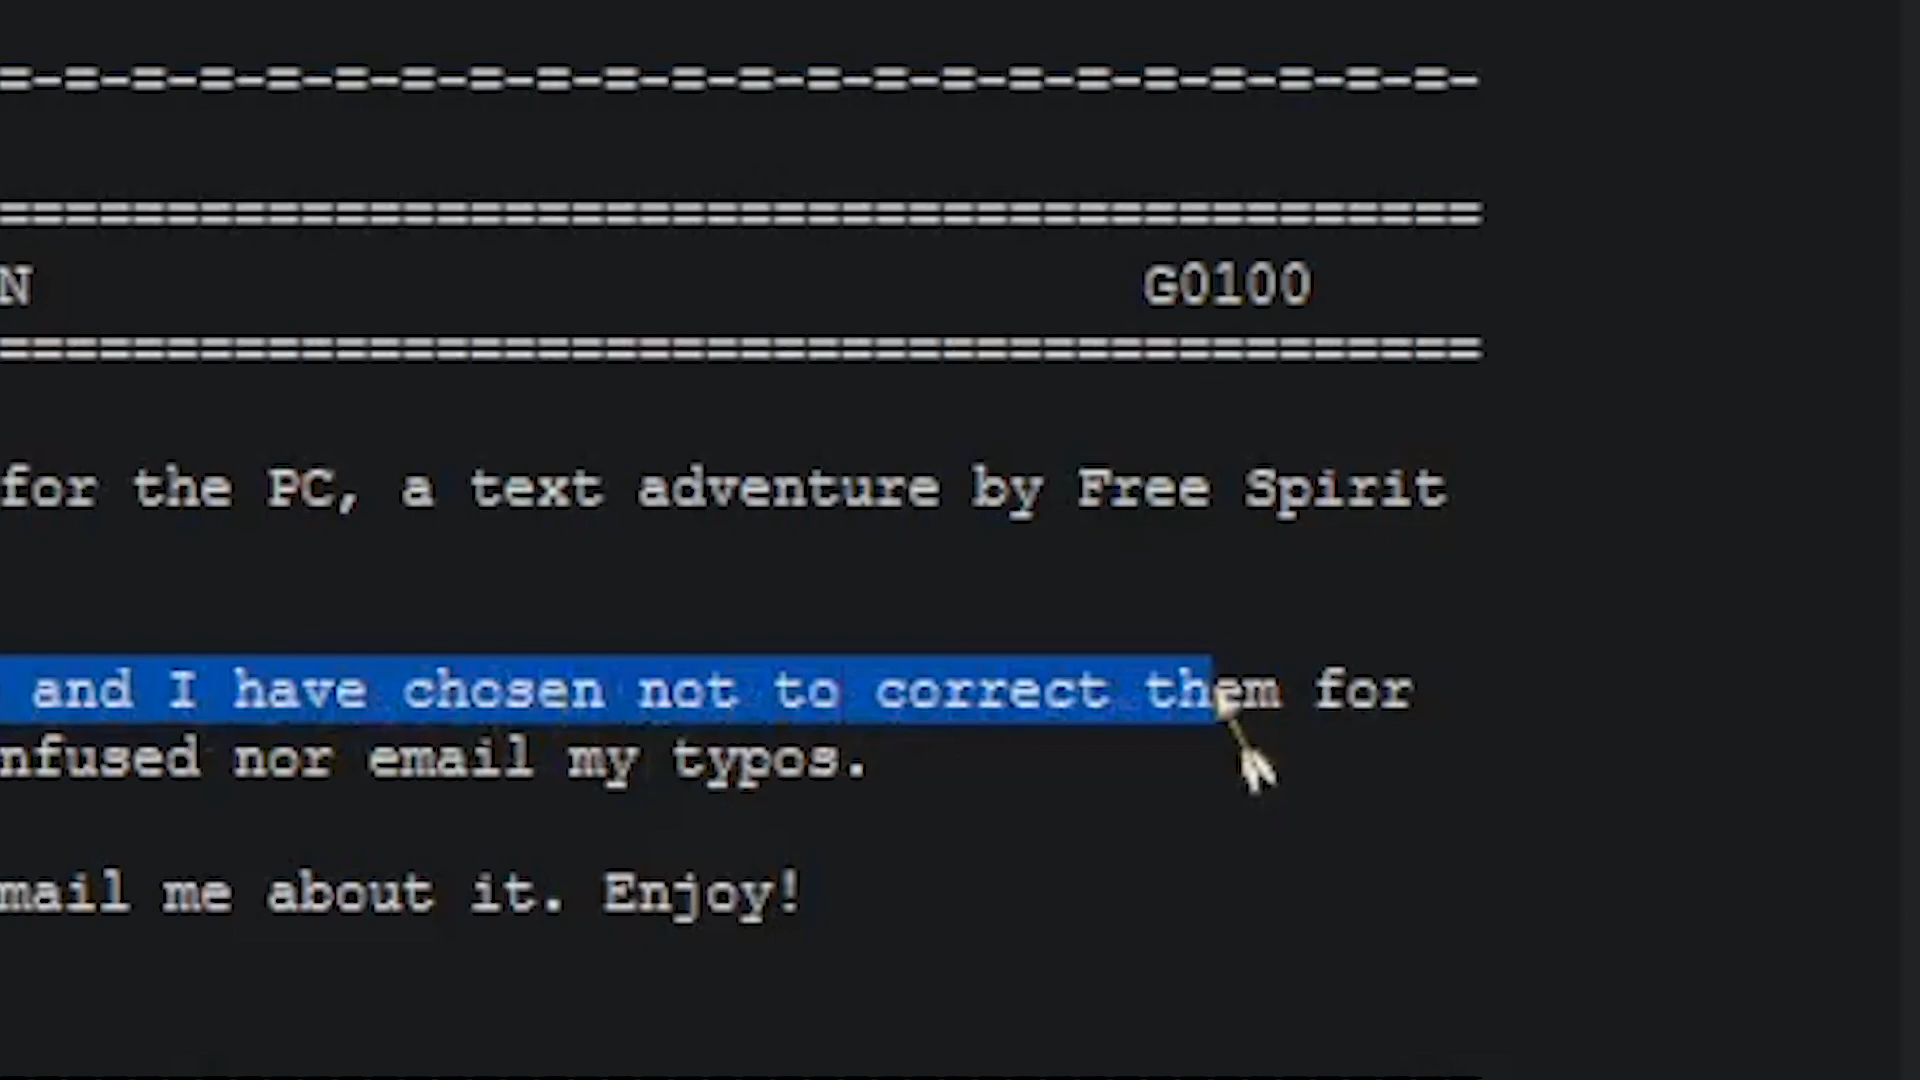 =-=-=-=-=-=-=-=-=-=-=-=-=-=-=-=-=-=-=-=-=-=-
============================================
N G0100
============================================
for the PC, a text adventure by Free Spirit
and I have chosen not to correct them for
nfused nor email my typos.
mail me about it. Enjoy!